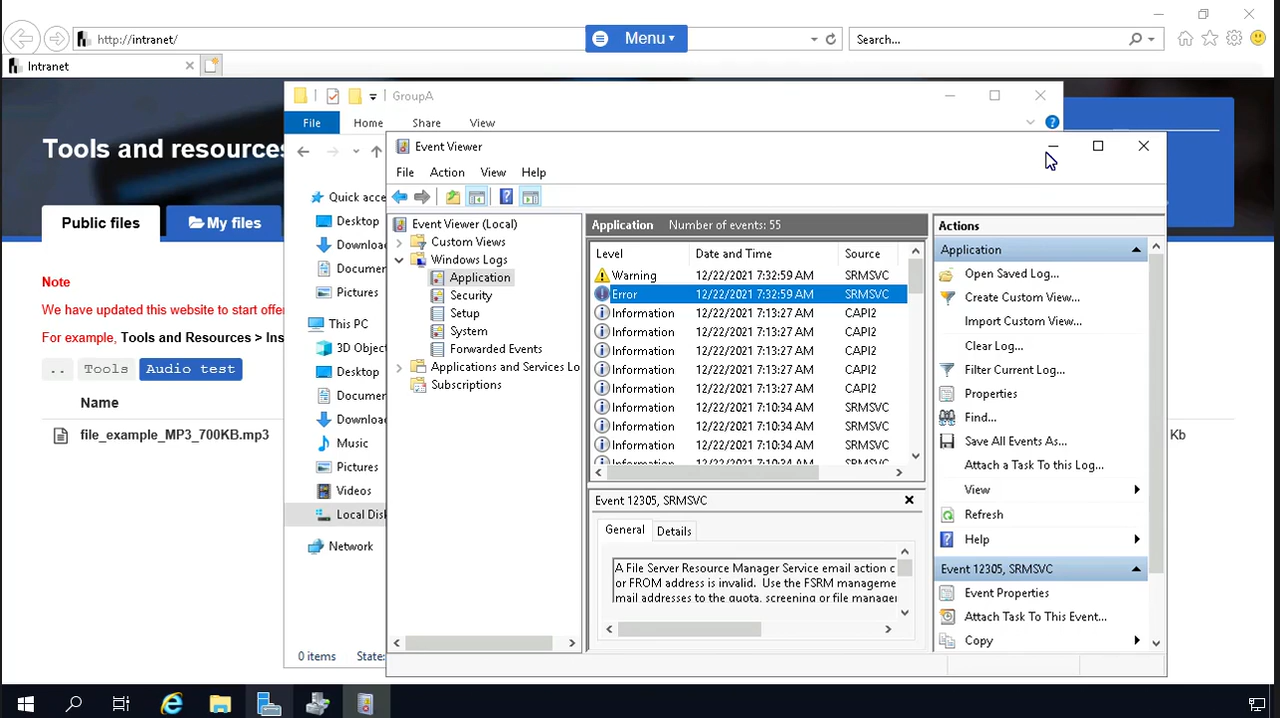 http://intranet/
Menu
Search...
Intranet
Tools and resources
Public files
My files
Note
We have updated this website to start offer
For example, Tools and Resources > Ins
..
Tools
Audio test
Name
file_example_MP3_700KB.mp3
Kb
GroupA
File
Home
Share
View
Quick acce
Desktop
Downloa
Documer
Pictures
This PC
3D Object
Desktop
Documer
Downloa
Music
Pictures
Videos
Local Disk
Network
0 items
State:
Event Viewer
File
Action
View
Help
Event Viewer (Local)
Custom Views
Windows Logs
Application
Security
Setup
System
Forwarded Events
Applications and Services Lo
Subscriptions
Application Number of events: 55
Level Date and Time Source
Warning 12/22/2021 7:32:59 AM SRMSVC
Error 12/22/2021 7:32:59 AM SRMSVC
Information 12/22/2021 7:13:27 AM CAPI2
Information 12/22/2021 7:13:27 AM CAPI2
Information 12/22/2021 7:13:27 AM CAPI2
Information 12/22/2021 7:13:27 AM CAPI2
Information 12/22/2021 7:13:27 AM CAPI2
Information 12/22/2021 7:10:34 AM SRMSVC
Information 12/22/2021 7:10:34 AM SRMSVC
Information 12/22/2021 7:10:34 AM SRMSVC
Information 12/22/2021 7:10:34 AM SRMSVC
Event 12305, SRMSVC
General
Details
A File Server Resource Manager Service email action c
or FROM address is invalid. Use the FSRM manageme
mail addresses to the quota, screening or file manager
Actions
Application
Open Saved Log...
Create Custom View...
Import Custom View...
Clear Log...
Filter Current Log...
Properties
Find...
Save All Events As...
Attach a Task To this Log...
View
Refresh
Help
Event 12305, SRMSVC
Event Properties
Attach Task To This Event...
Copy